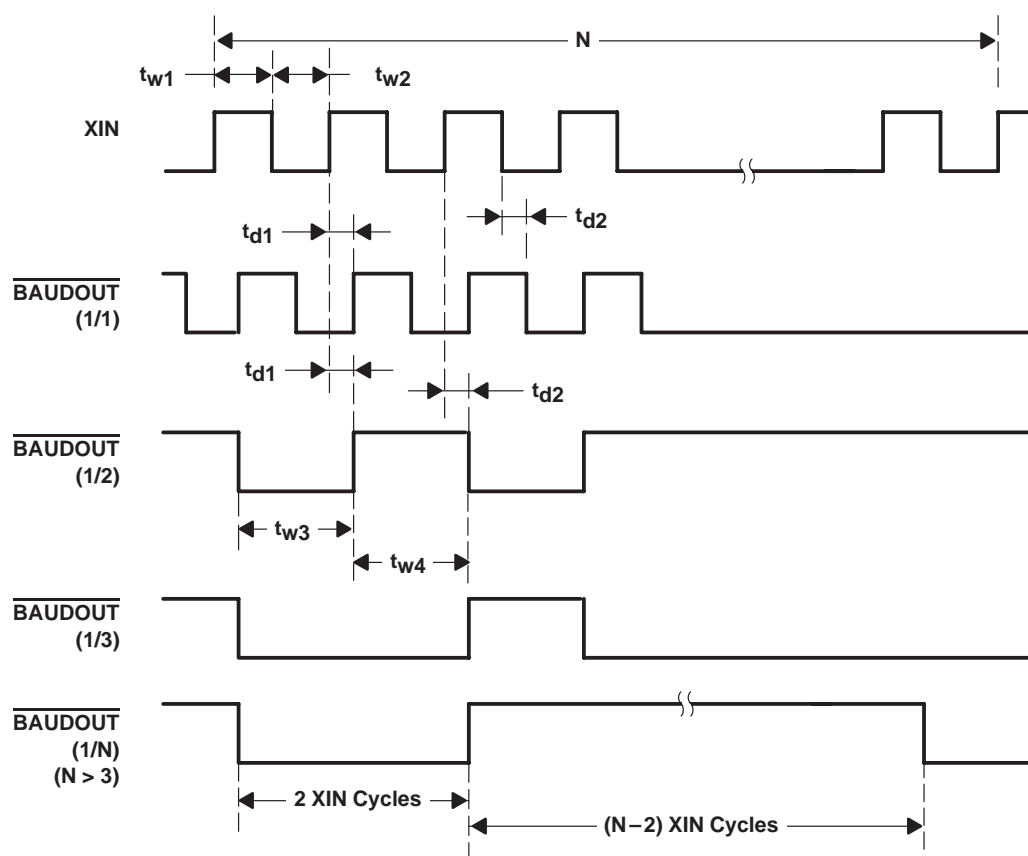 N
tw1
tw2
XIN
td1
td2
BAUDOUT
(1/1)
td1
td2
BAUDOUT
(1/2)
tw3
tw4
BAUDOUT
(1/3)
BAUDOUT
(1/N)
(N > 3)
2 XIN Cycles
(N−2) XIN Cycles